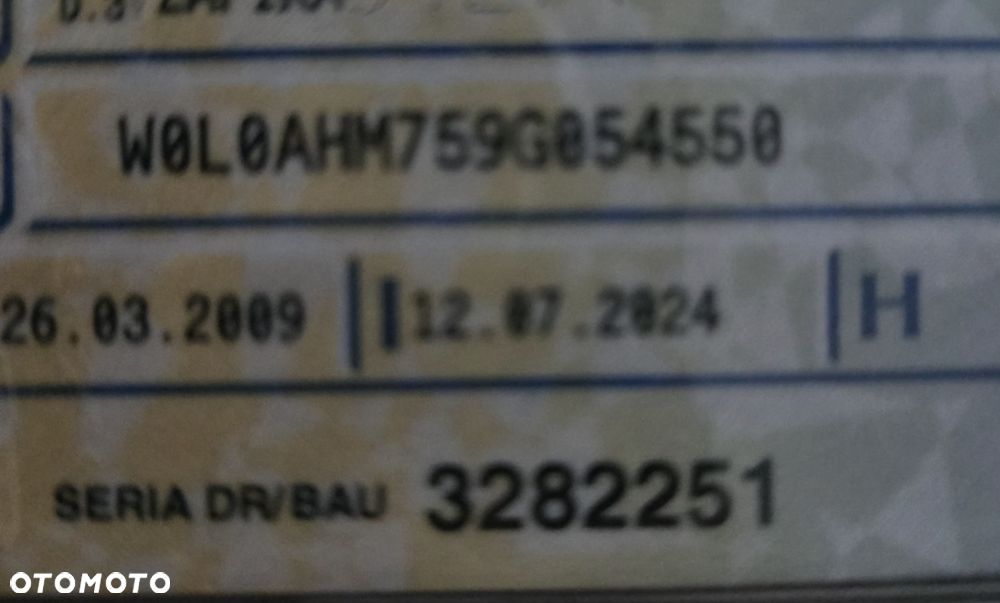 W0L0AHM759G054550
26.03.2009 I 12.07.2024 H
SERIA DR/BAU 3282251
OTOMOTO